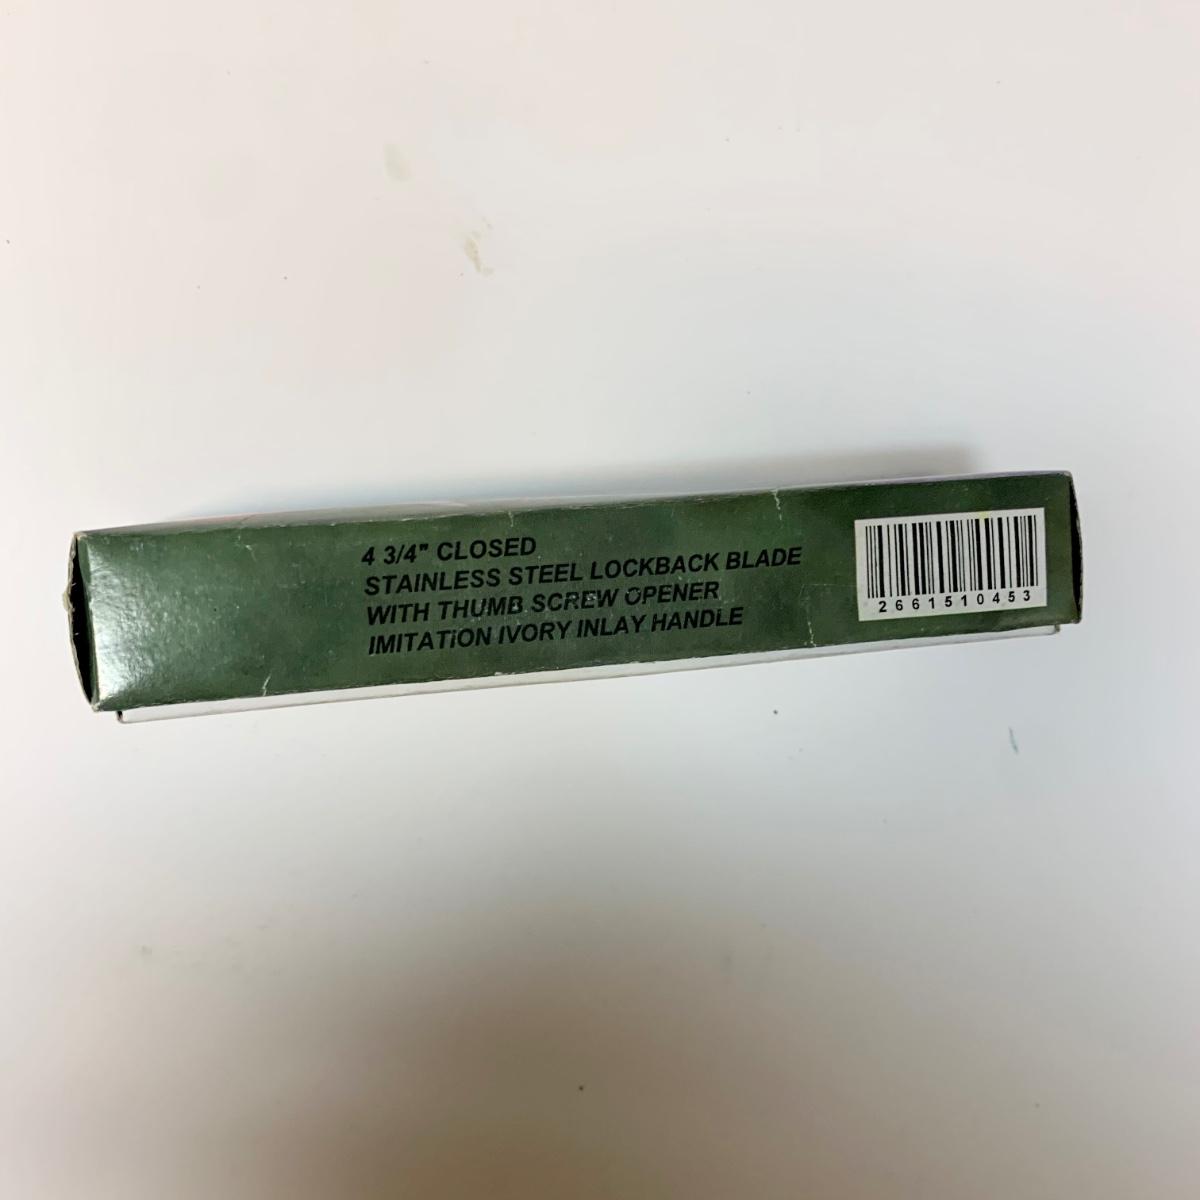 4 3/4" CLOSED
STAINLESS STEEL LOCKBACK BLADE
WITH THUMB SCREW OPENER
IMITATION IVORY INLAY HANDLE
2661510453